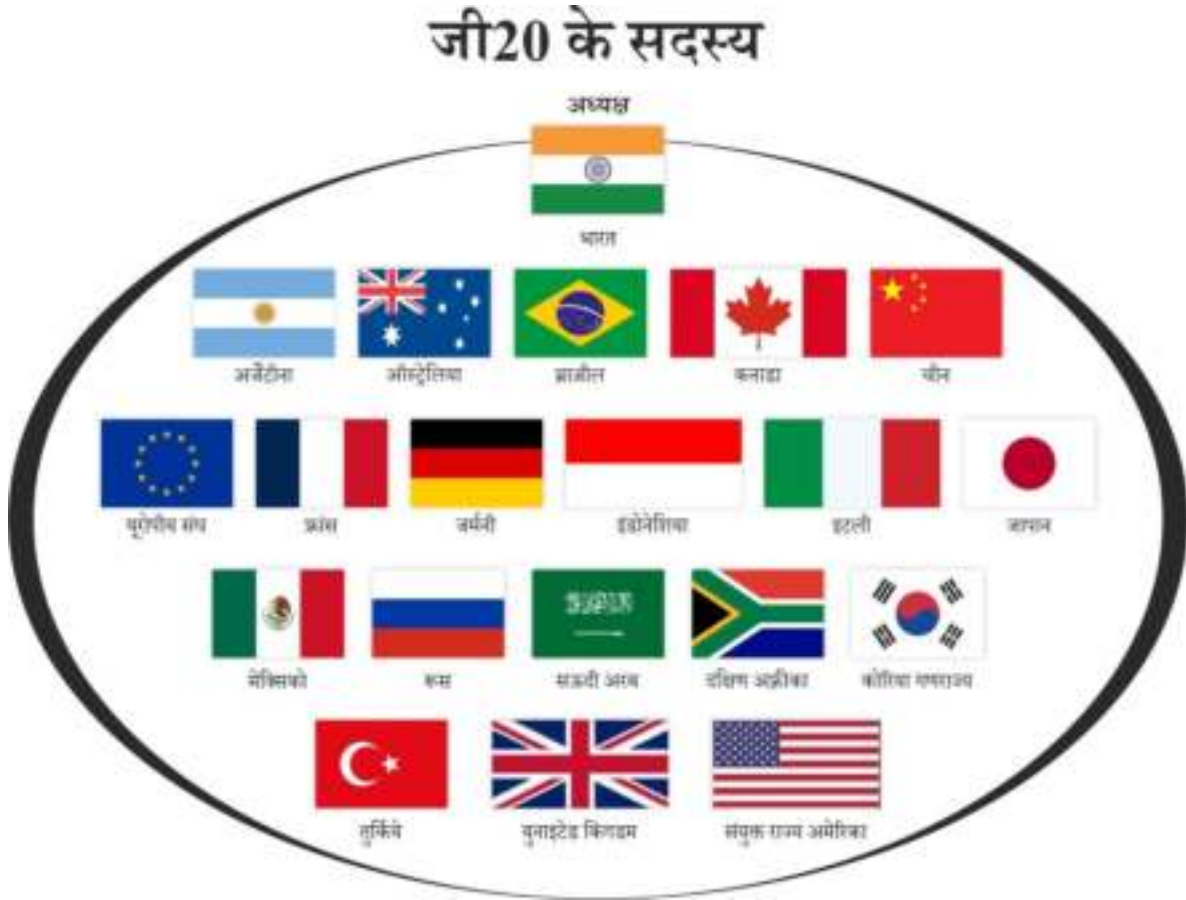 जी20 के सदस्य
अध्यक्ष
भारत
अर्जेंटीना ऑस्ट्रेलिया ब्राजील कनाडा चीन
यूरोपीय संघ फ्रांस जर्मनी इंडोनेशिया इटली जापान
मेक्सिको रूस सऊदी अरब दक्षिण अफ्रीका कोरिया गणराज्य
तुर्किये युनाइटेड किंगडम संयुक्त राज्य अमेरिका